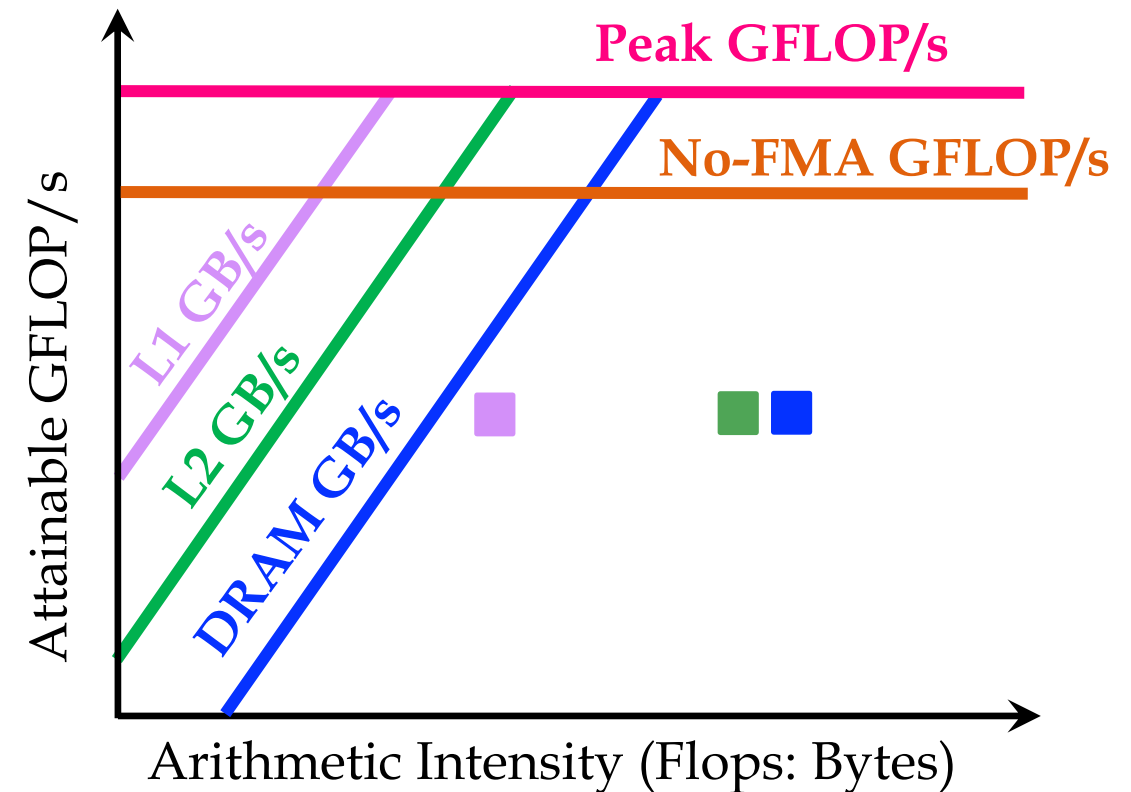 Peak GFLOP/s
No-FMA GFLOP/s
L1 GB/s
L2 GB/s
DRAM GB/s
Attainable GFLOP/s
Arithmetic Intensity (Flops: Bytes)